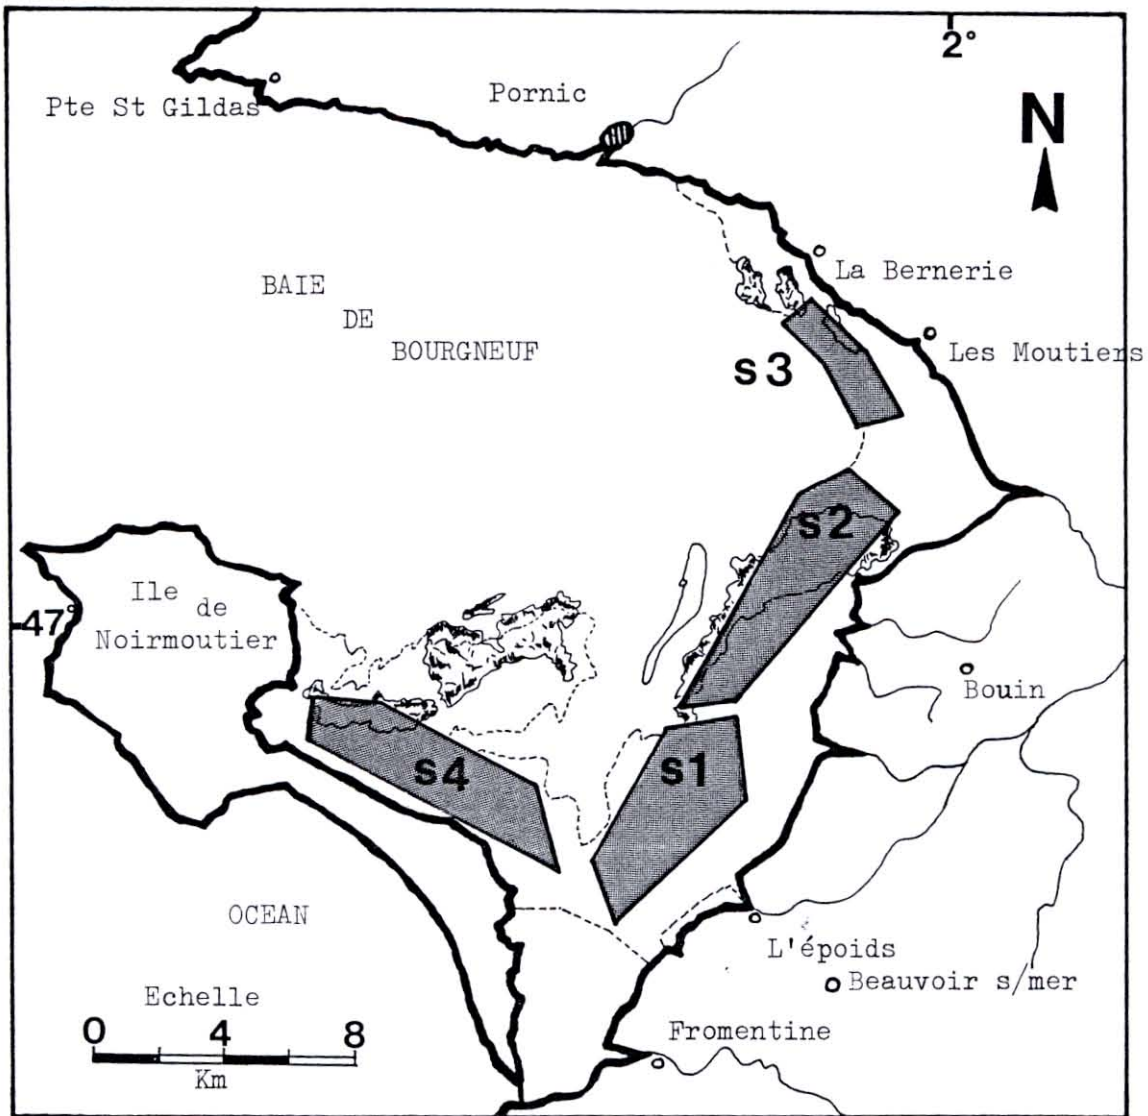 2°
Pornic
Pte St Gildas
N
La Bernerie
BAIE
DE
BOURGNEUF
Les Moutiers
s3
s2
Ile
de
47°
Noirmoutier
Bouin
s4
s1
OCEAN
L'époids
Beauvoir s/mer
Echelle
Fromentine
0 4 8
Km